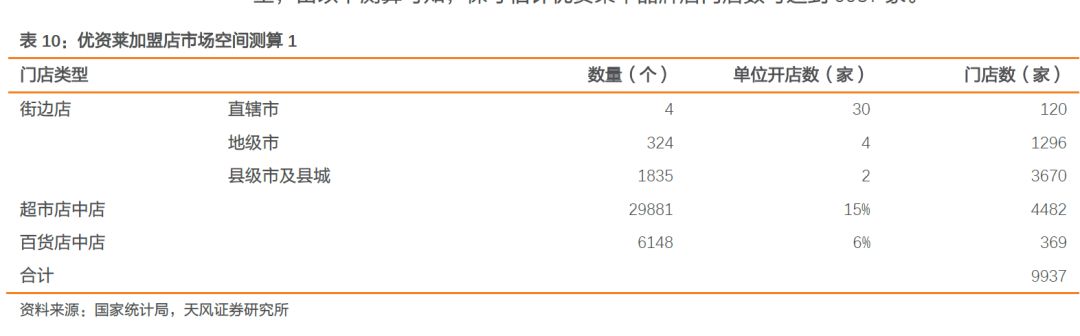 表 10：优资莱加盟店市场空间测算 1
门店类型 数量（个） 单位开店数（家） 门店数（家）
街边店 直辖市 4 30 120
地级市 324 4 1296
县级市及县城 1835 2 3670
超市店中店 29881 15% 4482
百货店中店 6148 6% 369
合计 9937
资料来源：国家统计局，天风证券研究所